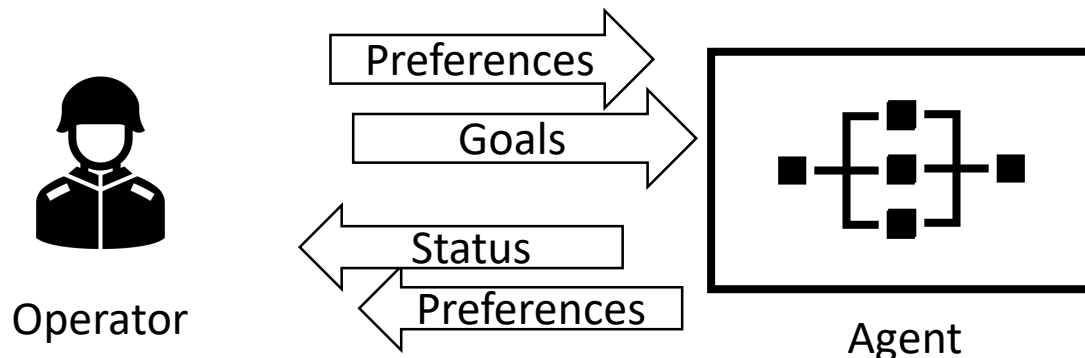 Preferences
Goals
Status
Preferences
Operator
Agent